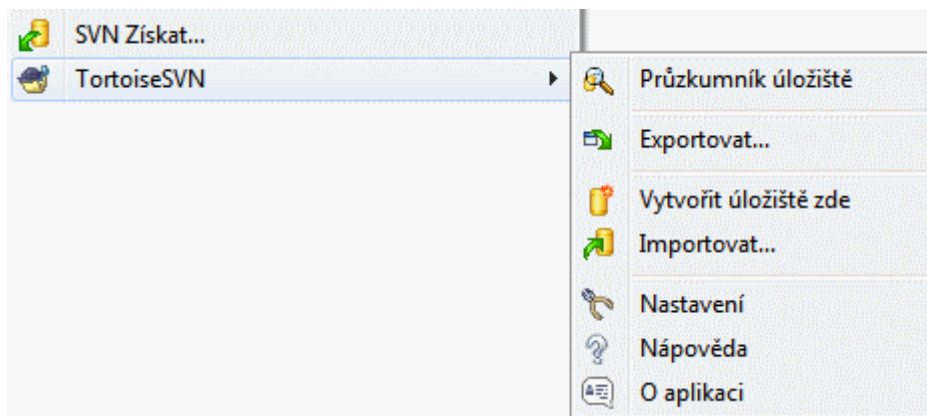 SVN Získat...
TortoiseSVN
Průzkumník úložiště
Exportovat...
Vytvořit úložiště zde
Importovat...
Nastavení
Nápověda
O aplikaci